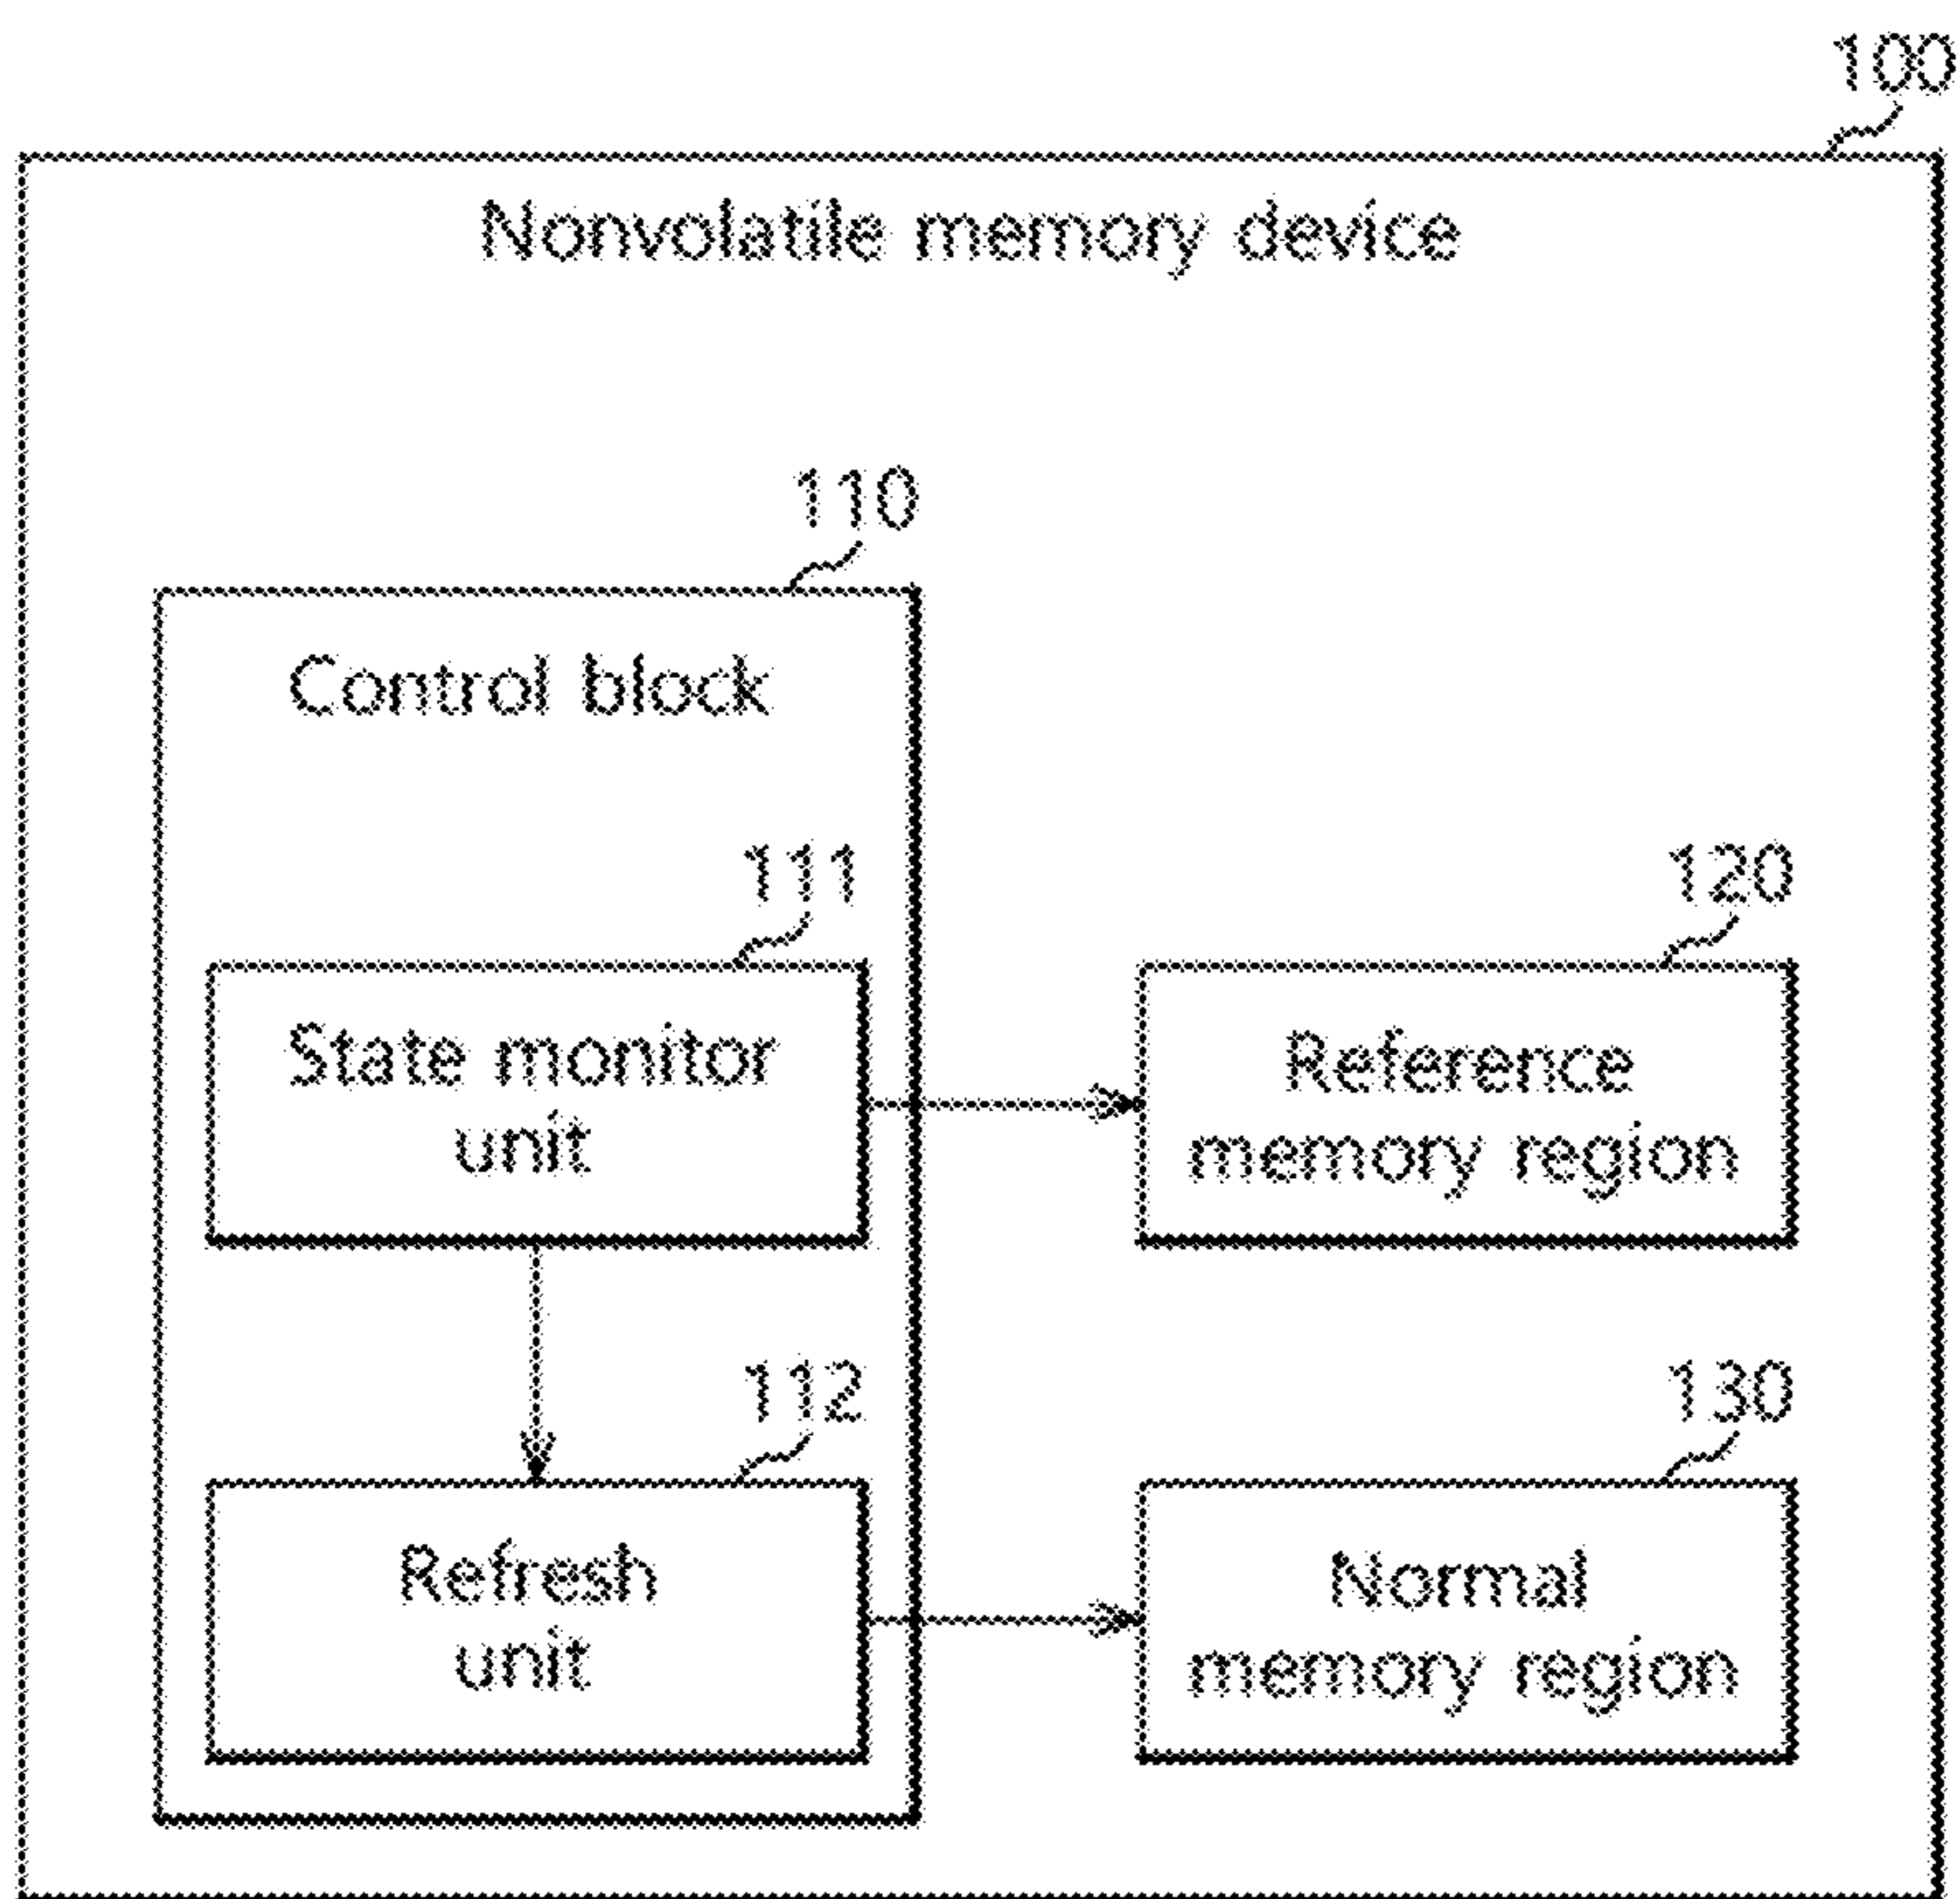 100
Nonvolatile memory device
110
Control block
111
120
State monitor
unit
Reference
memory region
112
130
Refresh
unit
Normal
memory region